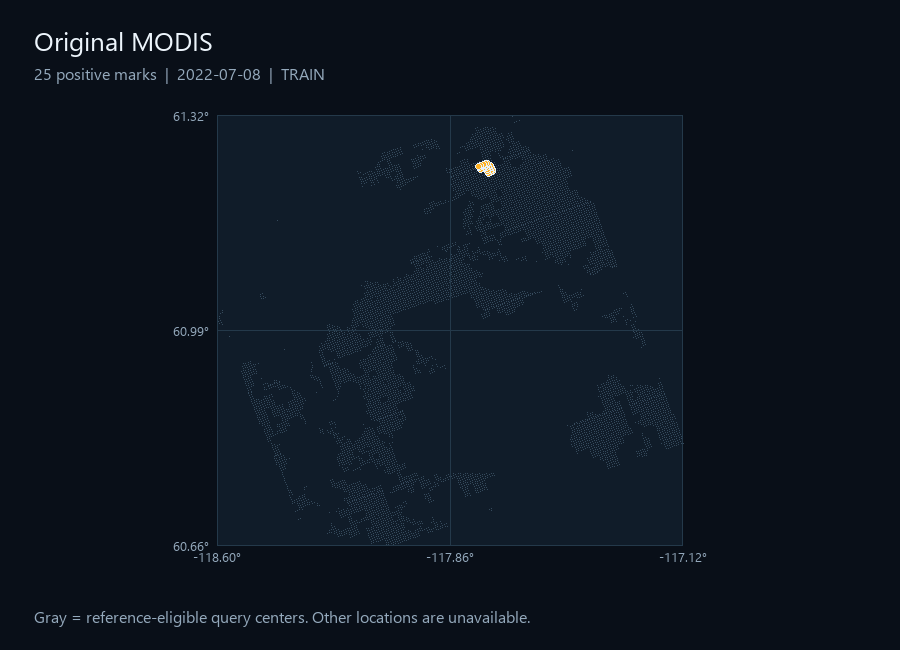 Original MODIS
25 positive marks | 2022-07-08 | TRAIN
61.32°
60.99°
60.66°
-118.60°
-117.86°
-117.12°
Gray = reference-eligible query centers. Other locations are unavailable.